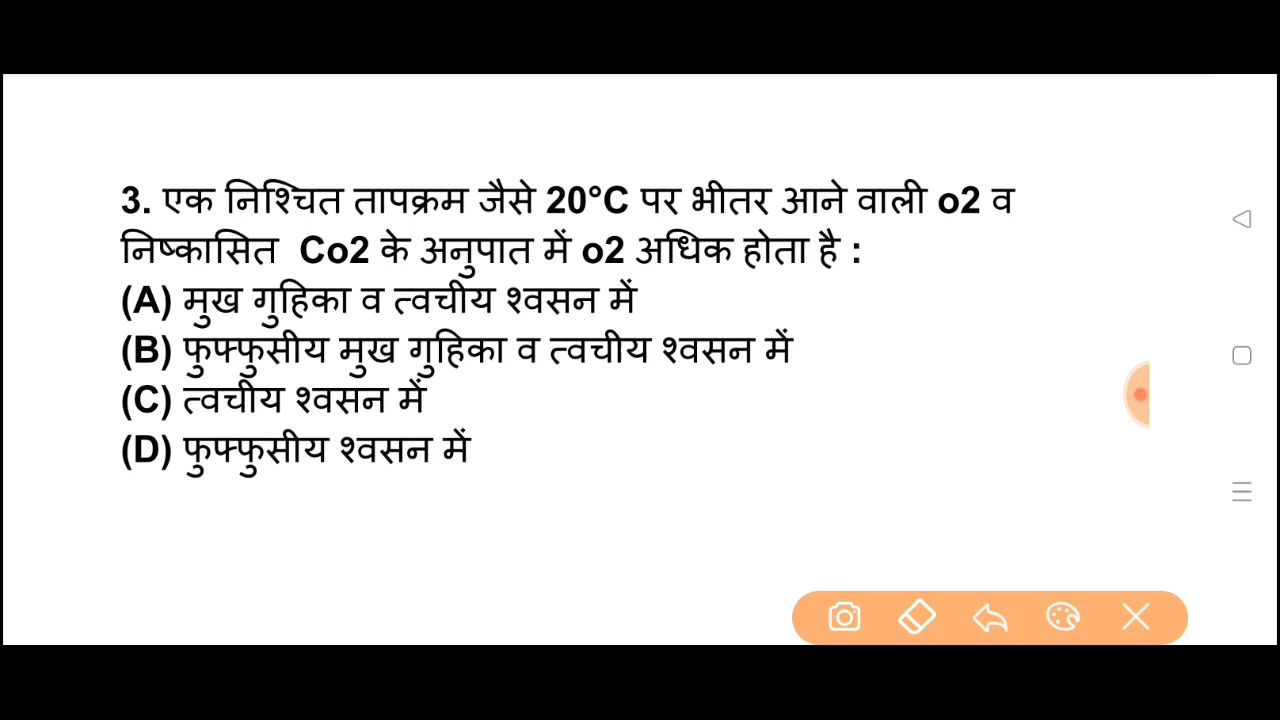 3. एक निश्चित तापक्रम जैसे 20°C पर भीतर आने वाली o2 व
निष्कासित Co2 के अनुपात में o2 अधिक होता है :
(A) मुख गुहिका व त्वचीय श्वसन में
(B) फुफ्फुसीय मुख गुहिका व त्वचीय श्वसन में
(C) त्वचीय श्वसन में
(D) फुफ्फुसीय श्वसन में